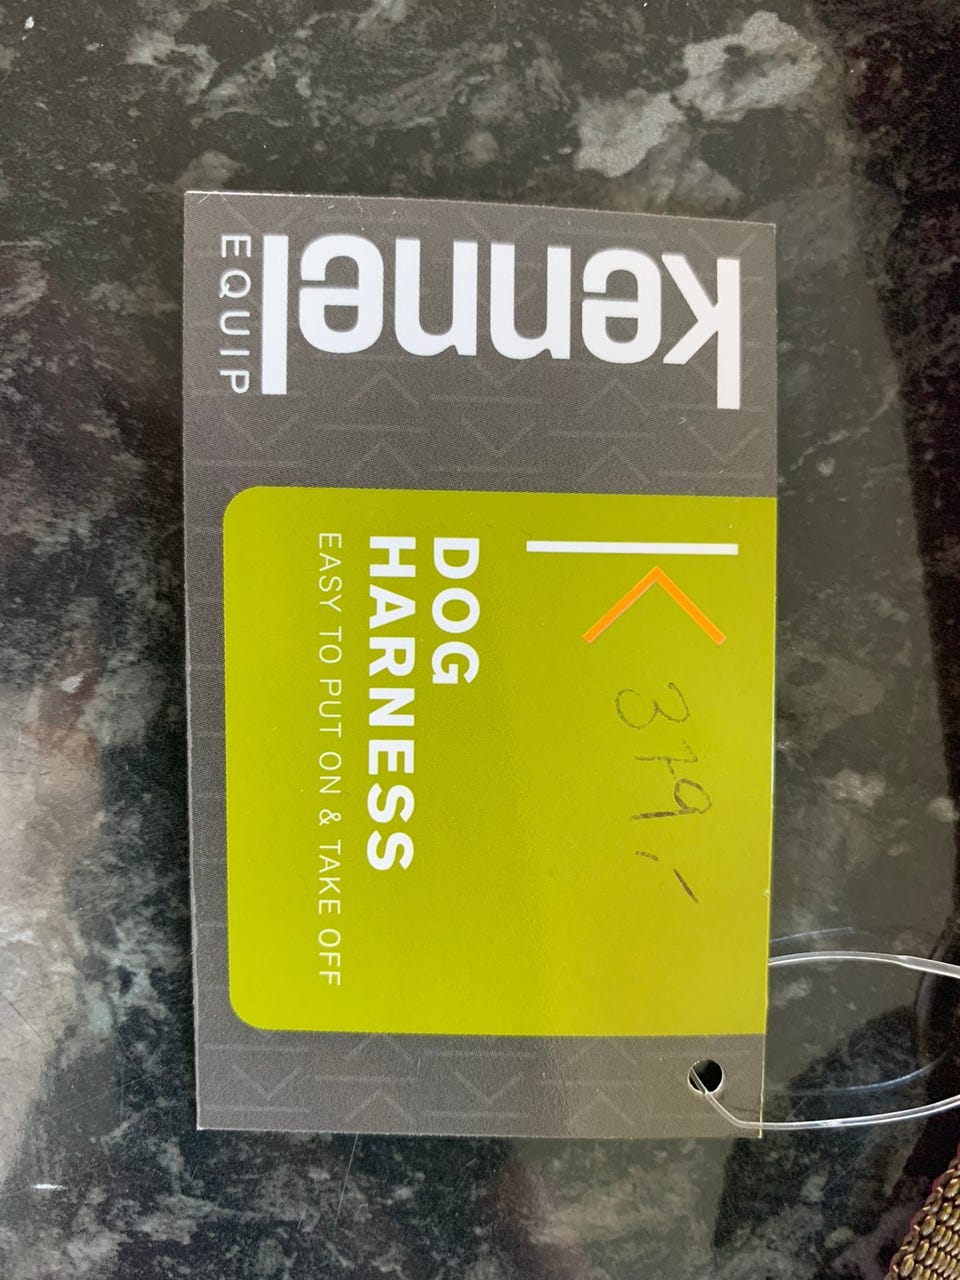 kennel
EQUIP
379,-
DOG
HARNESS
EASY TO PUT ON & TAKE OFF